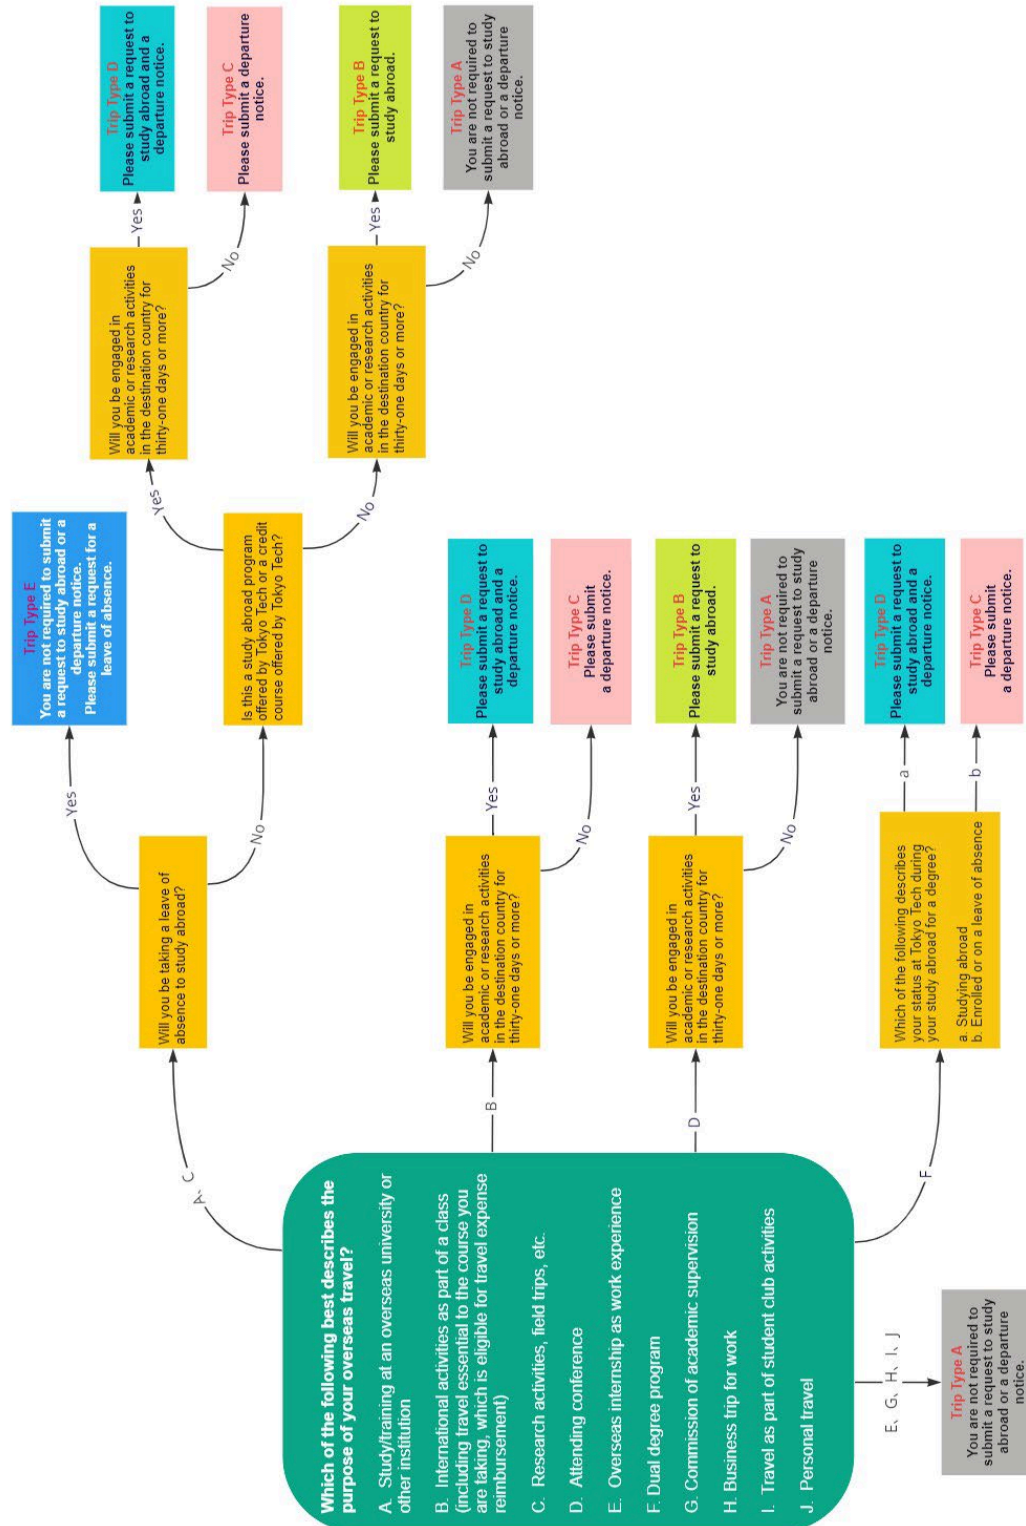 Which of the following best describes the
purpose of your overseas travel?
A. Study/training at an overseas university or
other institution
B. International activities as part of a class
(including travel essential to the course you
are taking, which is eligible for travel expense
reimbursement)
C. Research activities, field trips, etc.
D. Attending conference
E. Overseas internship as work experience
F. Dual degree program
G. Commission of academic supervision
H. Business trip for work
I. Travel as part of student club activities
J. Personal travel
A、C
Will you be taking a leave of
absence to study abroad?
Yes
Trip Type E
You are not required to submit
a request to study abroad or a
departure notice.
Please submit a request for a
leave of absence.
No
Is this a study abroad program
offered by Tokyo Tech or a credit
course offered by Tokyo Tech?
Yes
Will you be engaged in
academic or research activities
in the destination country for
thirty-one days or more?
Yes
Trip Type D
Please submit a request to
study abroad and a
departure notice.
No
Trip Type C
Please submit a departure
notice.
No
Will you be engaged in
academic or research activities
in the destination country for
thirty-one days or more?
Yes
Trip Type B
Please submit a request to
study abroad.
No
Trip Type A
You are not required to
submit a request to study
abroad or a departure
notice.
B
Will you be engaged in
academic or research activities
in the destination country for
thirty-one days or more?
Yes
Trip Type D
Please submit a request to
study abroad and a
departure notice.
No
Trip Type C
Please submit
a departure notice.
D
Will you be engaged in
academic or research activities
in the destination country for
thirty-one days or more?
Yes
Trip Type B
Please submit a request to
study abroad.
No
Trip Type A
You are not required to
submit a request to study
abroad or a departure
notice.
F
Which of the following describes
your status at Tokyo Tech during
your study abroad for a degree?
a. Studying abroad
b. Enrolled or on a leave of absence
a
Trip Type D
Please submit a request to
study abroad and a
departure notice.
b
Trip Type C
Please submit
a departure notice.
E、G、H、I、J
Trip Type A
You are not required to
submit a request to study
abroad or a departure
notice.